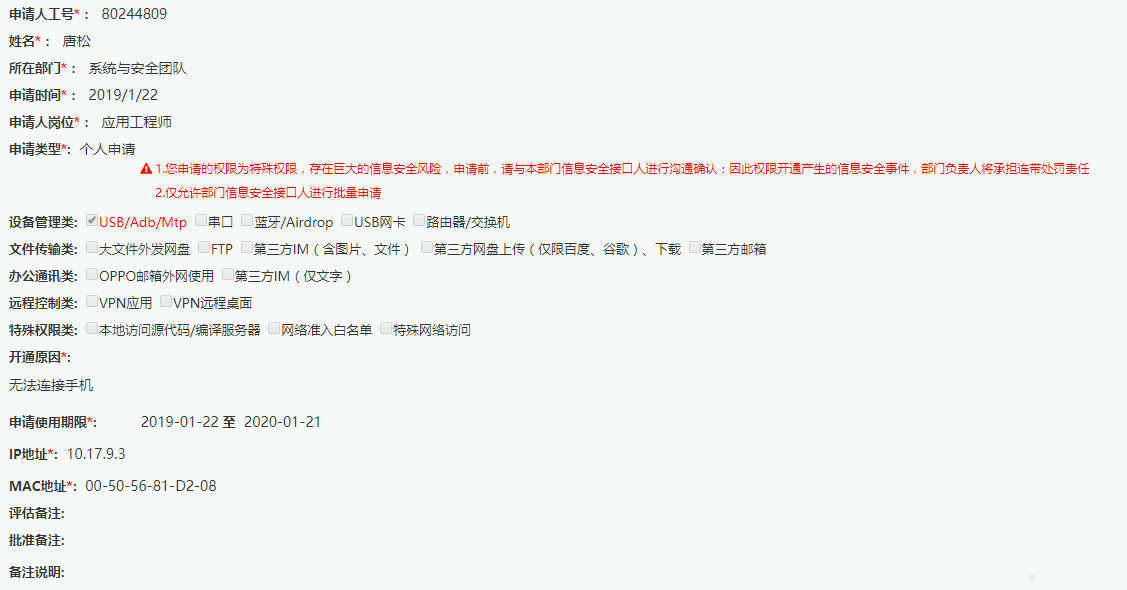 申请人工号*： 80244809
姓名*： 唐松
所在部门*： 系统与安全团队
申请时间*： 2019/1/22
申请人岗位*： 应用工程师
申请类型*: 个人申请
1.您申请的权限为特殊权限，存在巨大的信息安全风险，申请前，请与本部门信息安全接口人进行沟通确认；因此权限开通产生的信息安全事件，部门负责人将承担连带处罚责任
2.仅允许部门信息安全接口人进行批量申请
设备管理类: USB/Adb/Mtp 串口 蓝牙/Airdrop USB网卡 路由器/交换机
文件传输类: 大文件外发网盘 FTP 第三方IM（含图片、文件） 第三方网盘上传（仅限百度、谷歌）、下载 第三方邮箱
办公通讯类: OPPO邮箱外网使用 第三方IM（仅文字）
远程控制类: VPN应用 VPN远程桌面
特殊权限类: 本地访问源代码/编译服务器 网络准入白名单 特殊网络访问
开通原因*:
无法连接手机
申请使用期限*: 2019-01-22 至 2020-01-21
IP地址*: 10.17.9.3
MAC地址*: 00-50-56-81-D2-08
评估备注:
批准备注:
备注说明: